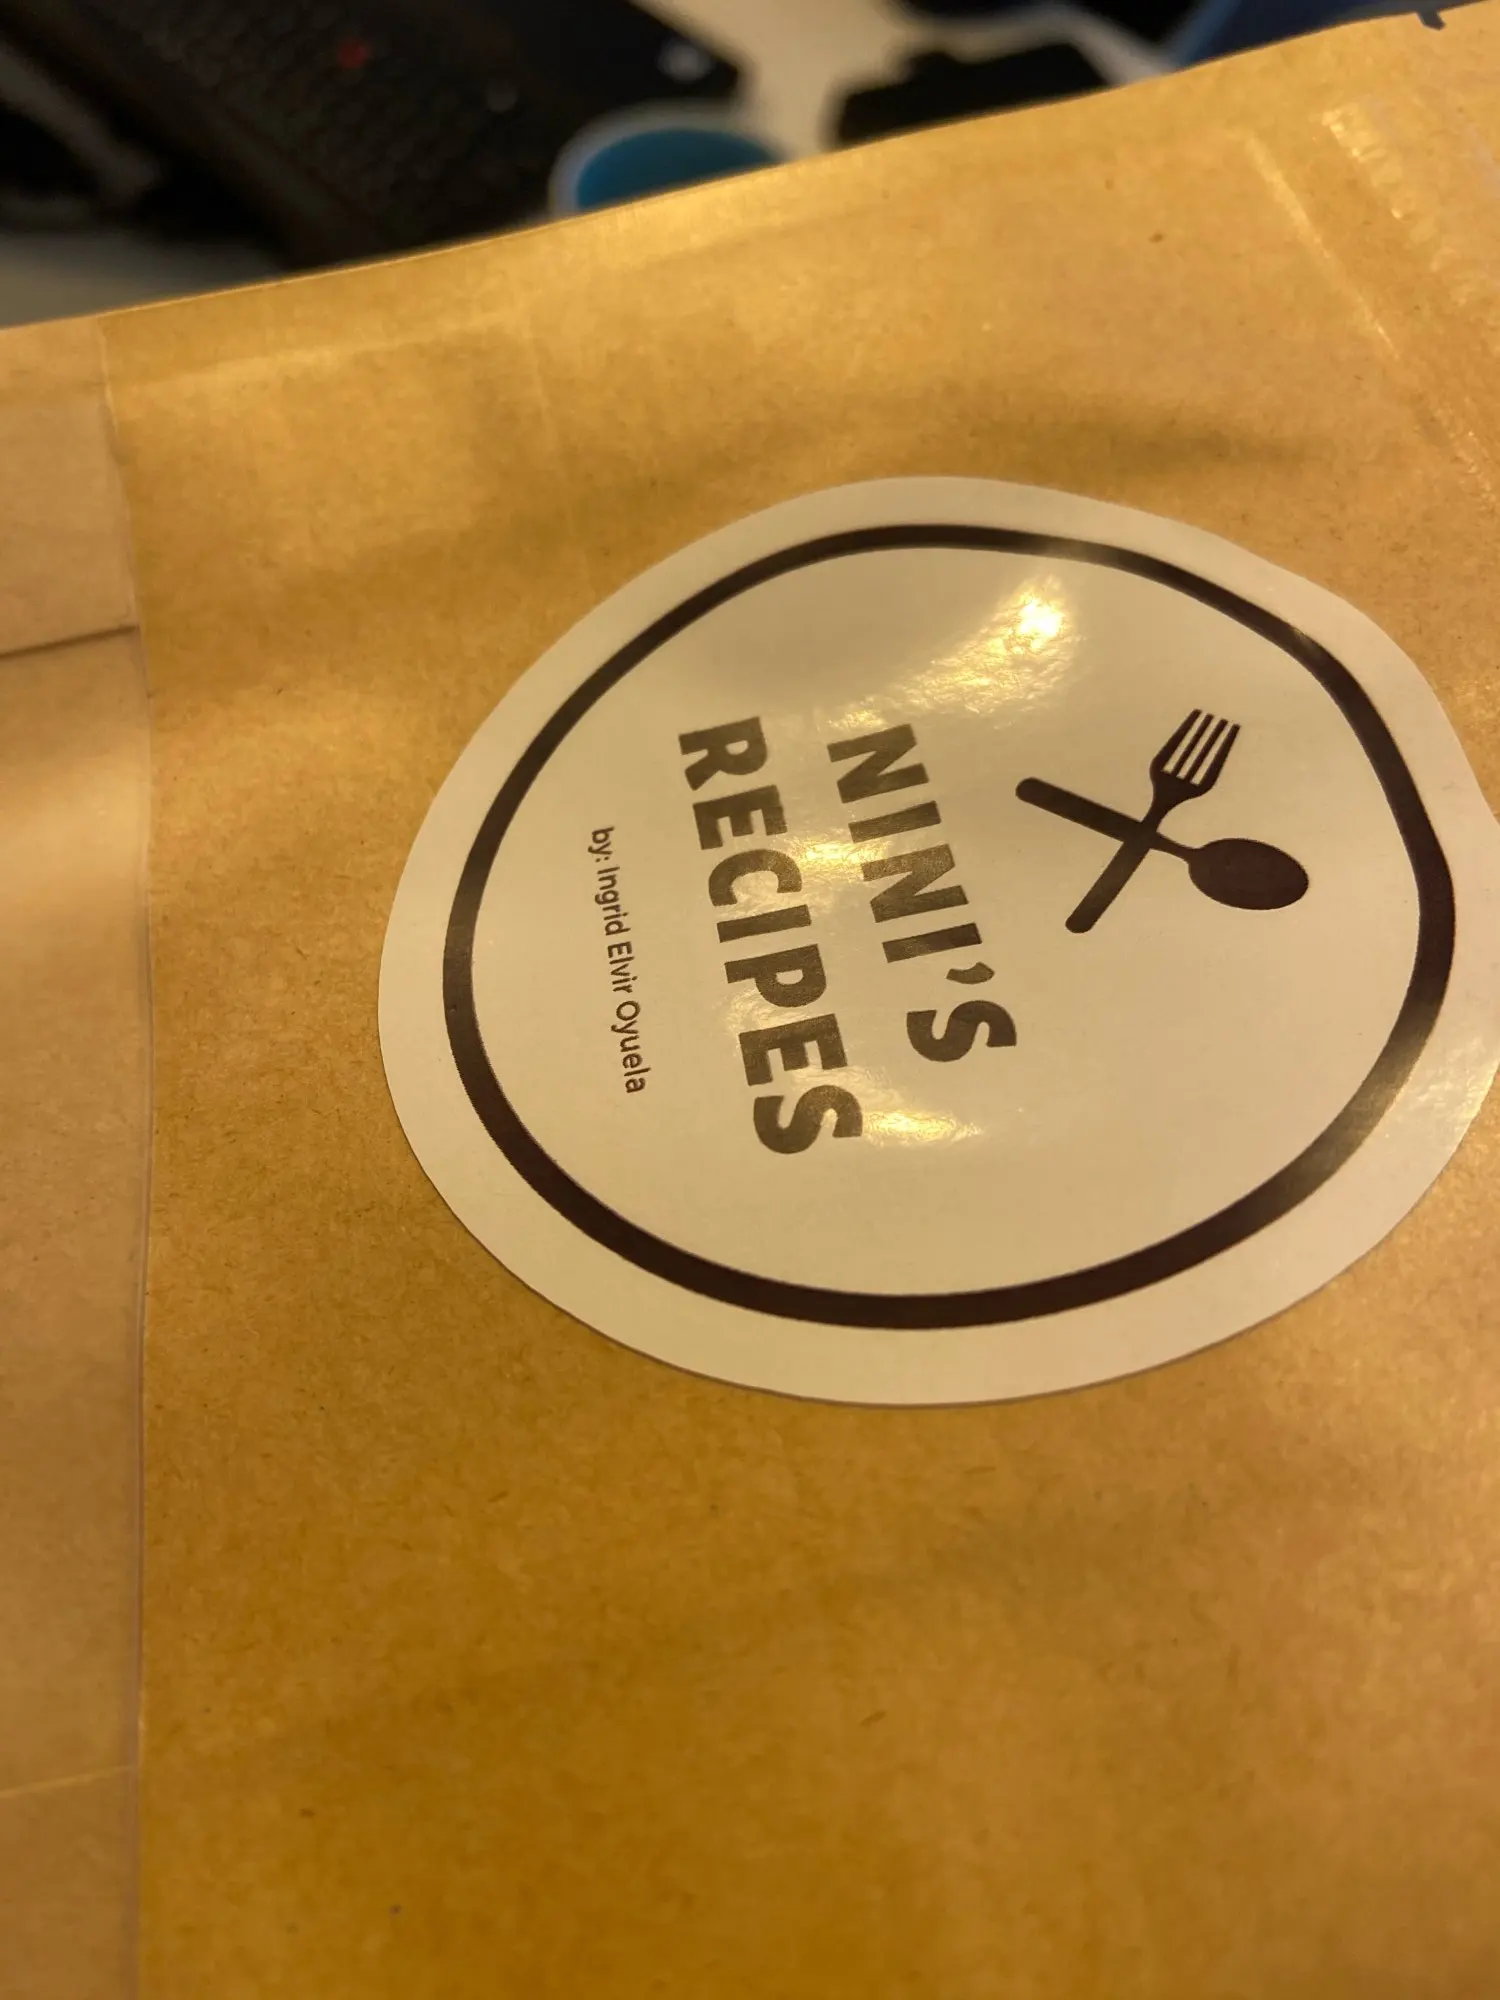 NINI'S
RECIPES
by: Ingrid Elvir Oyuela